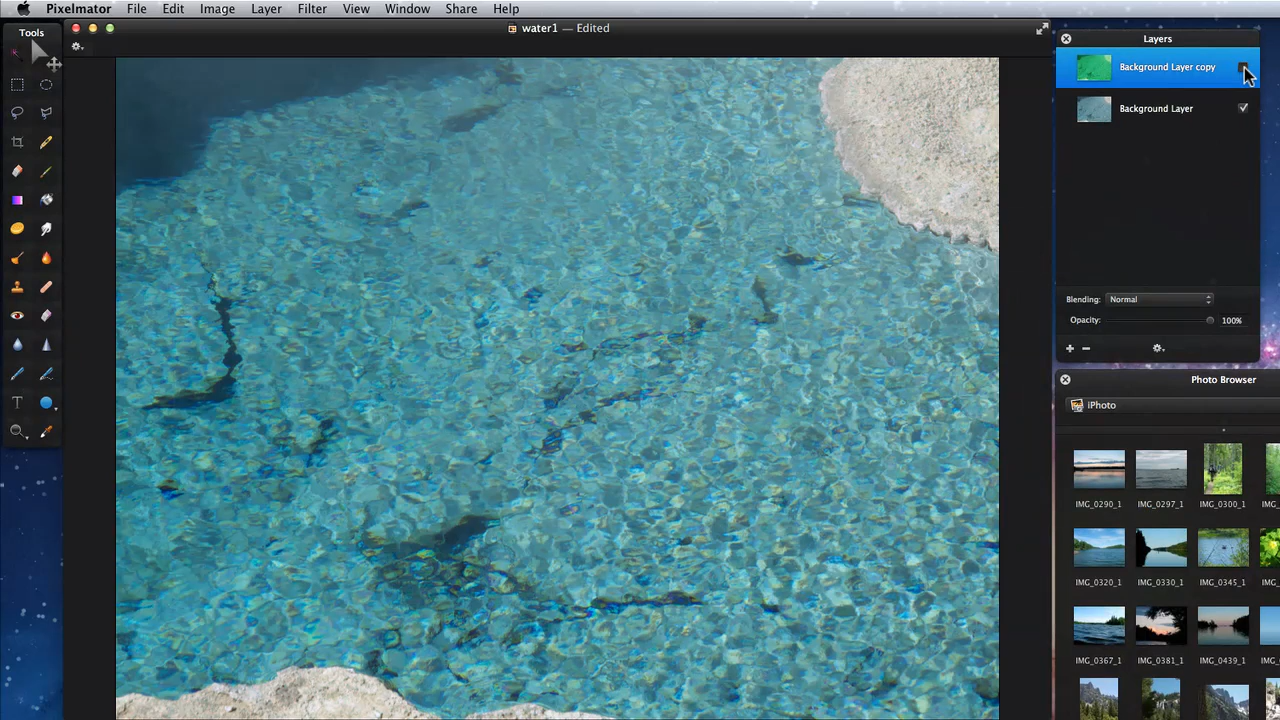 Pixelmator File Edit Image Layer Filter View Window Share Help
Tools
water1 — Edited
T
Layers
Background Layer copy
Background Layer
Blending: Normal
Opacity: 100%
Photo Browser
iPhoto
IMG_0290_1 IMG_0297_1 IMG_0300_1
IMG_0320_1 IMG_0330_1 IMG_0345_1
IMG_0367_1 IMG_0381_1 IMG_0439_1